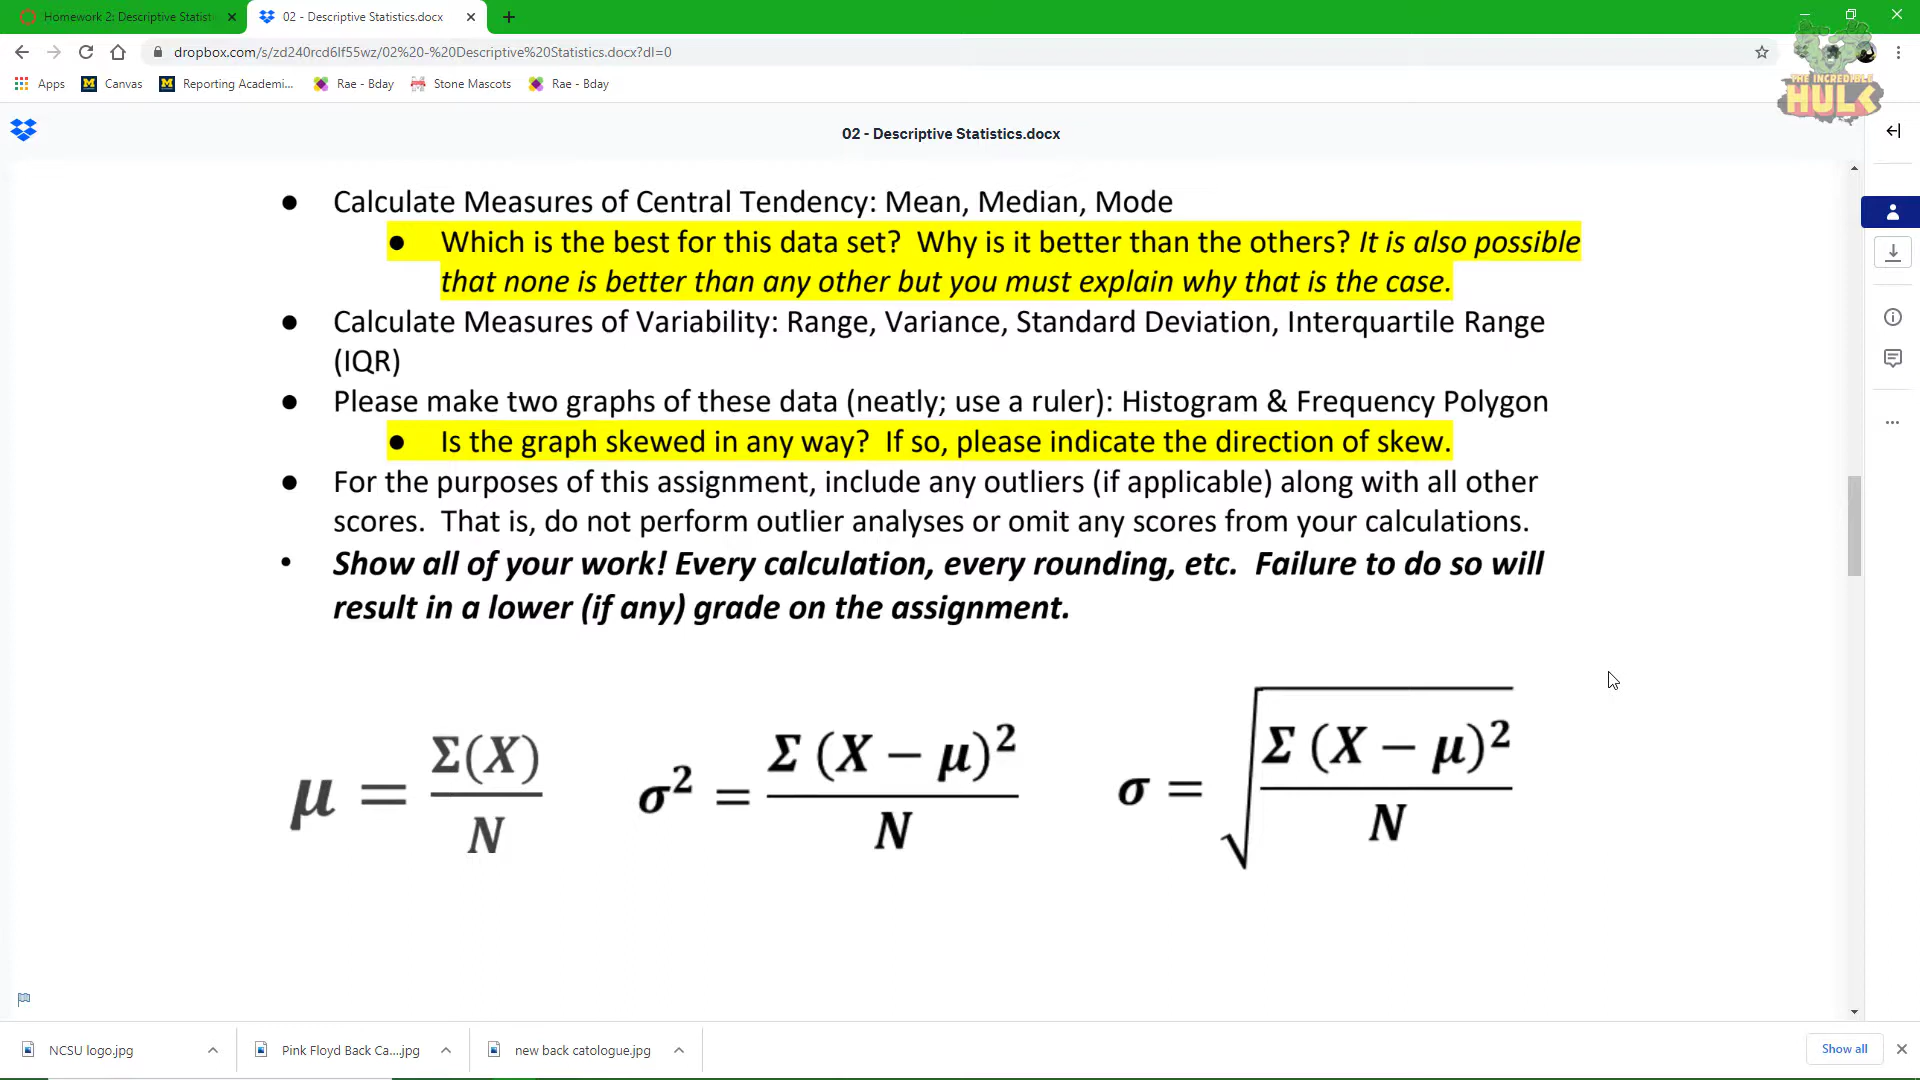 Homework 2: Descriptive Statist
02 - Descriptive Statistics.docx
dropbox.com/s/zd240rcd6lf55wz/02%20-%20Descriptive%20Statistics.docx?dl=0
Apps
Canvas
Reporting Academi...
Rae - Bday
Stone Mascots
Rae - Bday
THE INCREDIBLE
HULK
02 - Descriptive Statistics.docx
● Calculate Measures of Central Tendency: Mean, Median, Mode
● Which is the best for this data set? Why is it better than the others? It is also possible
that none is better than any other but you must explain why that is the case.
● Calculate Measures of Variability: Range, Variance, Standard Deviation, Interquartile Range
(IQR)
● Please make two graphs of these data (neatly; use a ruler): Histogram & Frequency Polygon
● Is the graph skewed in any way? If so, please indicate the direction of skew.
● For the purposes of this assignment, include any outliers (if applicable) along with all other
scores. That is, do not perform outlier analyses or omit any scores from your calculations.
• Show all of your work! Every calculation, every rounding, etc. Failure to do so will
result in a lower (if any) grade on the assignment.
μ = Σ(X) / N
σ² = Σ (X − μ)² / N
σ = √(Σ (X − μ)² / N)
NCSU logo.jpg
Pink Floyd Back Ca....jpg
new back catologue.jpg
Show all